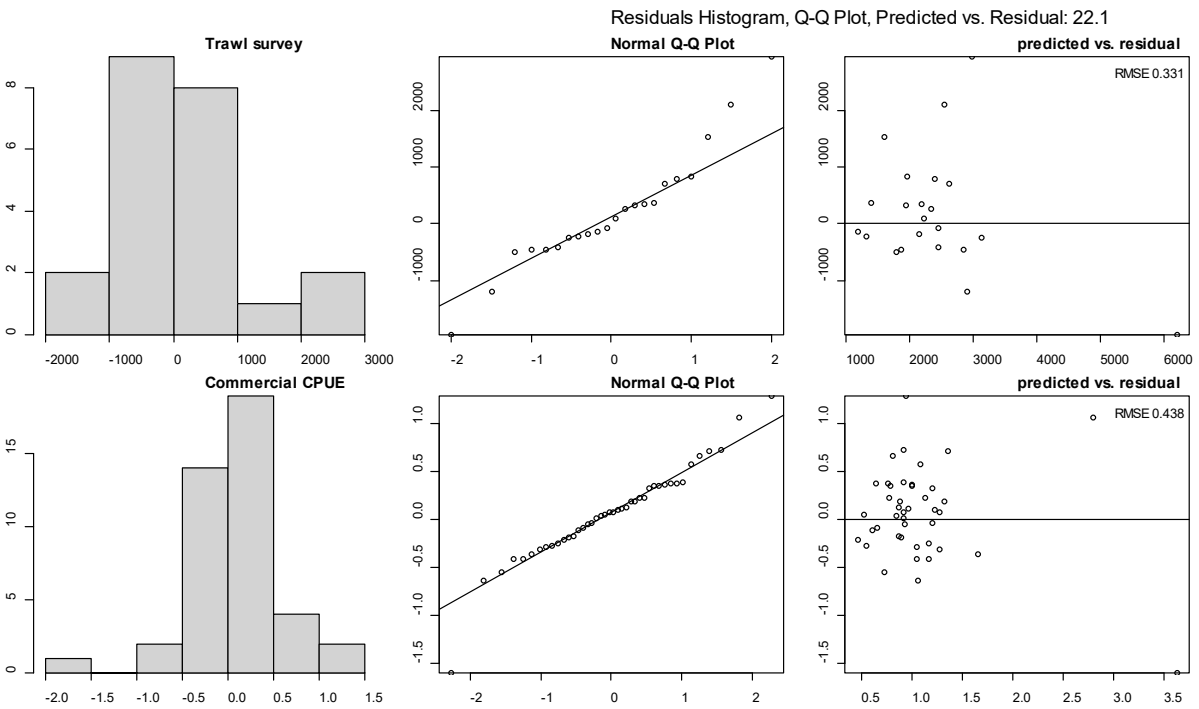 Residuals Histogram, Q-Q Plot, Predicted vs. Residual: 22.1
Trawl survey
Normal Q-Q Plot
predicted vs. residual
RMSE 0.331
0 2 4 6 8
-2000 -1000 0 1000 2000 3000
-1000 0 1000 2000
-2 -1 0 1 2
-1000 0 1000 2000
1000 2000 3000 4000 5000 6000
Commercial CPUE
Normal Q-Q Plot
predicted vs. residual
RMSE 0.438
0 5 10 15
-2.0 -1.5 -1.0 -0.5 0.0 0.5 1.0 1.5
-1.5 -1.0 -0.5 0.0 0.5 1.0
-2 -1 0 1 2
-1.5 -1.0 -0.5 0.0 0.5 1.0
0.5 1.0 1.5 2.0 2.5 3.0 3.5